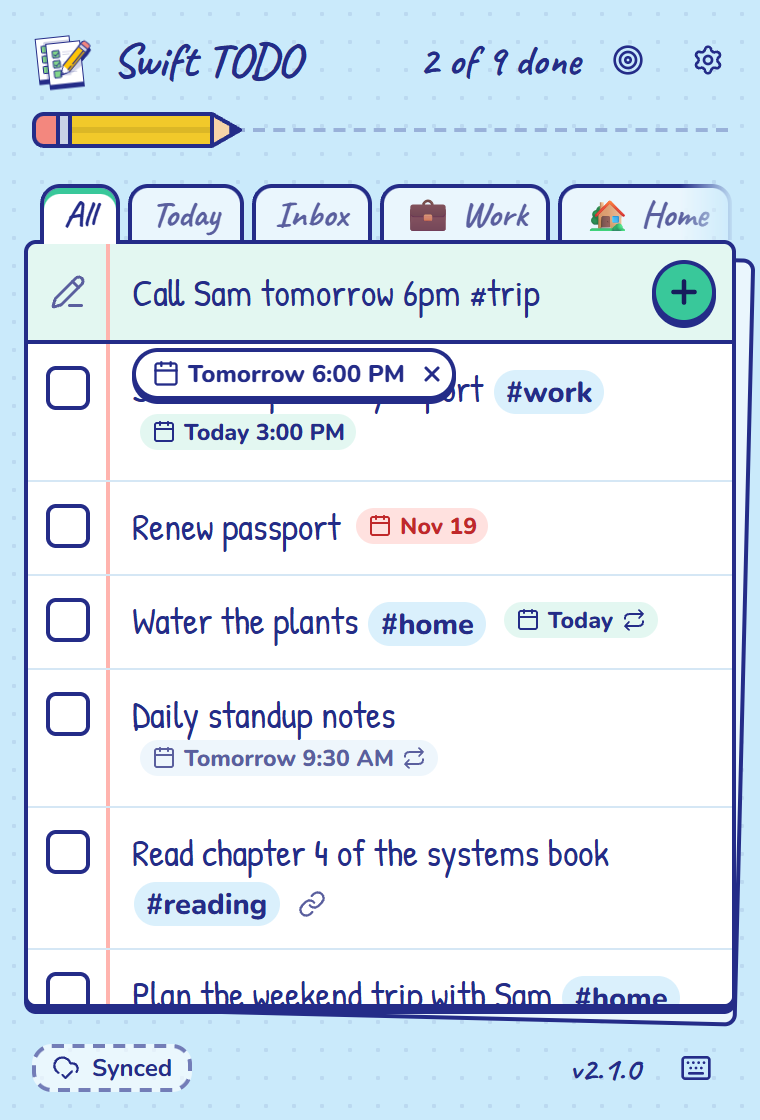 Swift TODO
2 of 9 done
All
Today
Inbox
Work
Home
Call Sam tomorrow 6pm #trip
Tomorrow 6:00 PM
#work
Today 3:00 PM
Renew passport Nov 19
Water the plants #home Today
Daily standup notes
Tomorrow 9:30 AM
Read chapter 4 of the systems book
#reading
Plan the weekend trip with Sam #home
Synced
v2.1.0